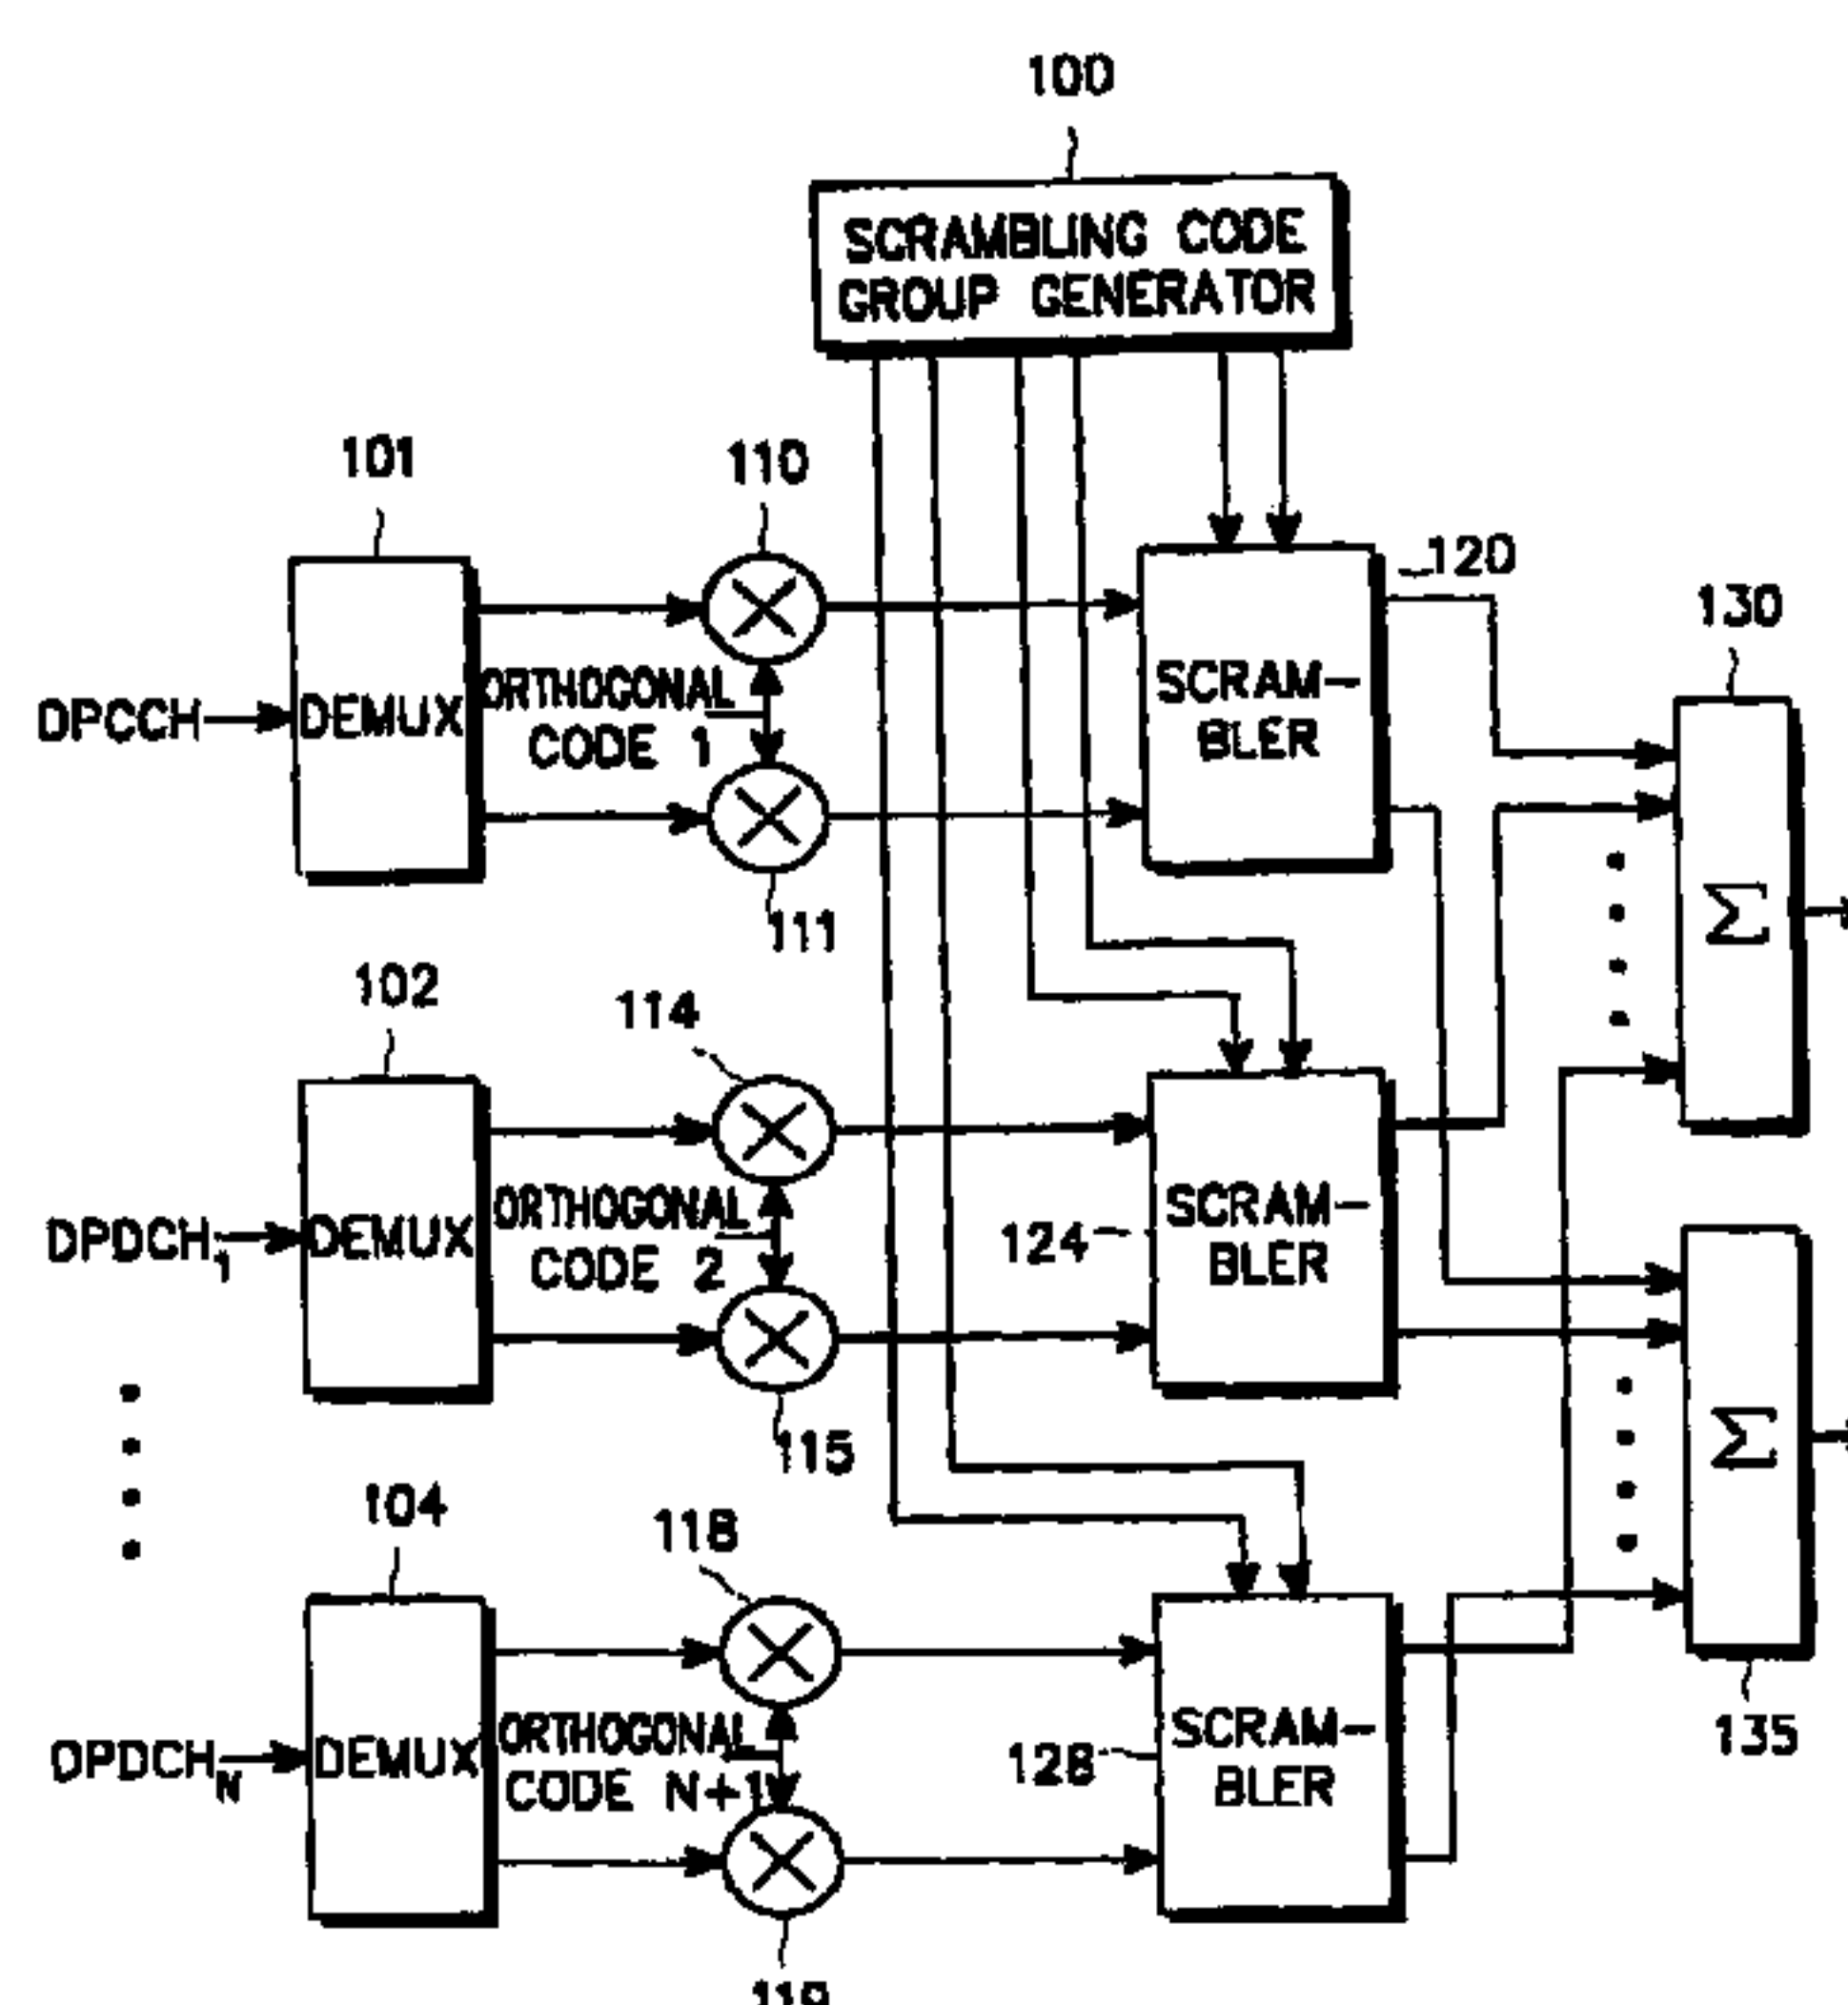 100
SCRAMBLING CODE
GROUP GENERATOR
101
110
120
130
DPCCH
DEMUX
ORTHOGONAL
CODE 1
SCRAM-
BLER
Σ
111
102
114
DPDCH1
DEMUX
ORTHOGONAL
CODE 2
124
SCRAM-
BLER
Σ
115
104
118
DPDCHN
DEMUX
ORTHOGONAL
CODE N+1
128
SCRAM-
BLER
135
119